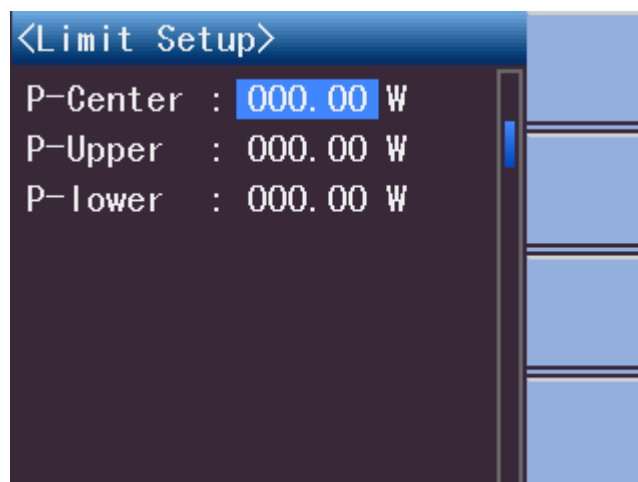 <Limit Setup>
P-Center : 000.00 W
P-Upper : 000.00 W
P-lower : 000.00 W